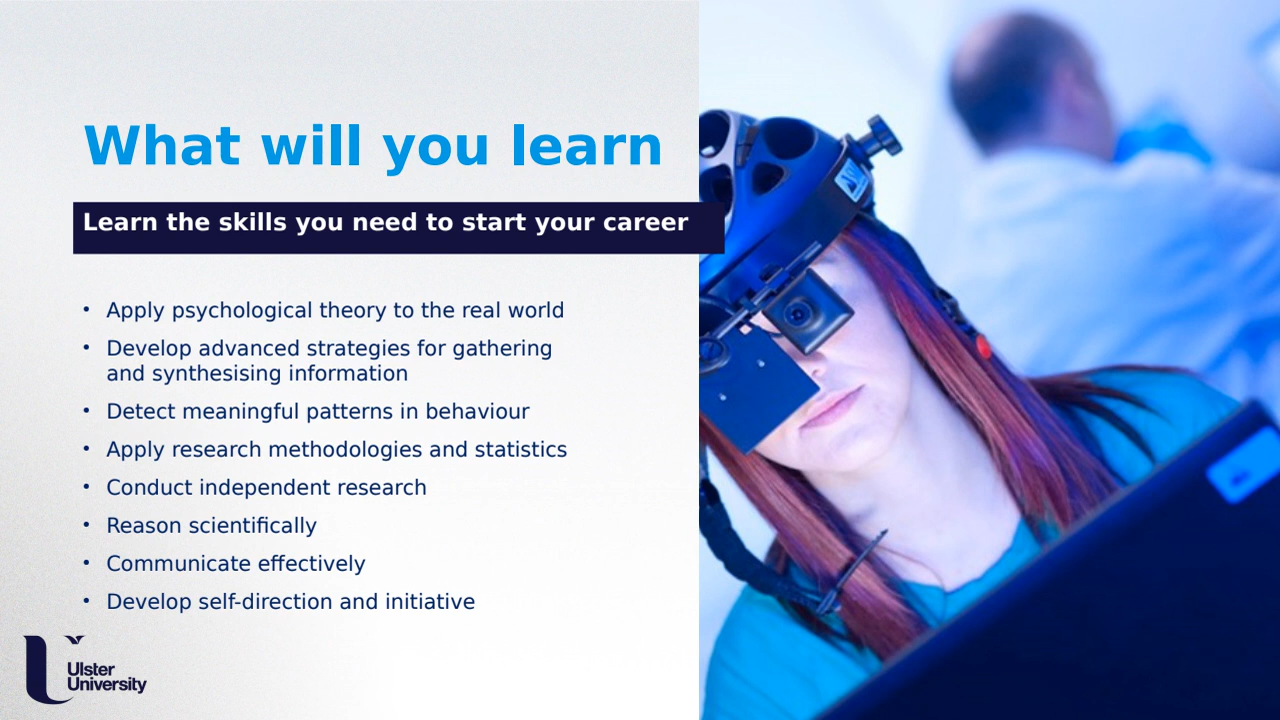 What will you learn
Learn the skills you need to start your career
• Apply psychological theory to the real world
• Develop advanced strategies for gathering
and synthesising information
• Detect meaningful patterns in behaviour
• Apply research methodologies and statistics
• Conduct independent research
• Reason scientifically
• Communicate effectively
• Develop self-direction and initiative
Ulster
University